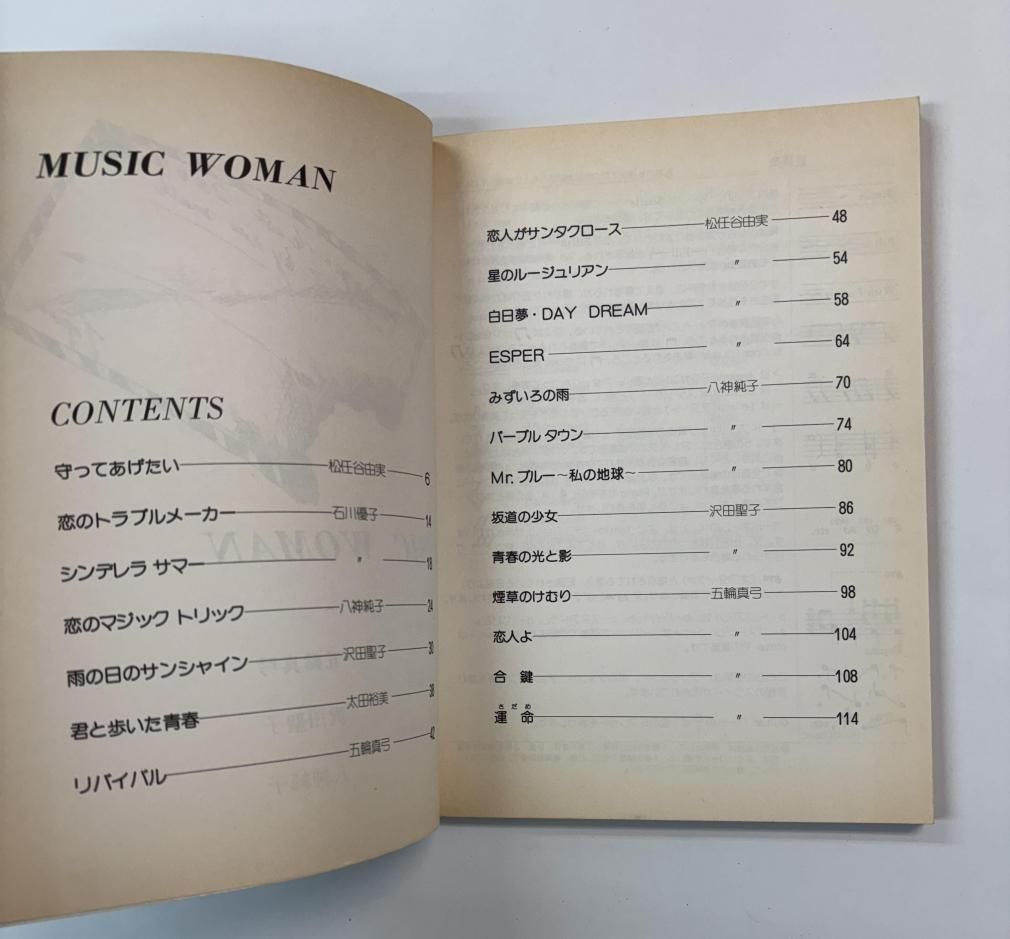 MUSIC WOMAN
CONTENTS
守ってあげたい 松任谷由実 6
恋のトラブルメーカー 石川優子 14
シンデレラ サマー 〃 18
恋のマジック トリック 八神純子 24
雨の日のサンシャイン 沢田聖子 30
君と歩いた青春 太田裕美 38
リバイバル 五輪真弓 42
恋人がサンタクロース 松任谷由実 48
星のルージュリアン 〃 54
白日夢・DAY DREAM 〃 58
ESPER 〃 64
みずいろの雨 八神純子 70
パープル タウン 〃 74
Mr. ブルー〜私の地球〜 〃 80
坂道の少女 沢田聖子 86
青春の光と影 〃 92
煙草のけむり 五輪真弓 98
恋人よ 〃 104
合鍵 〃 108
さだめ
運命 〃 114